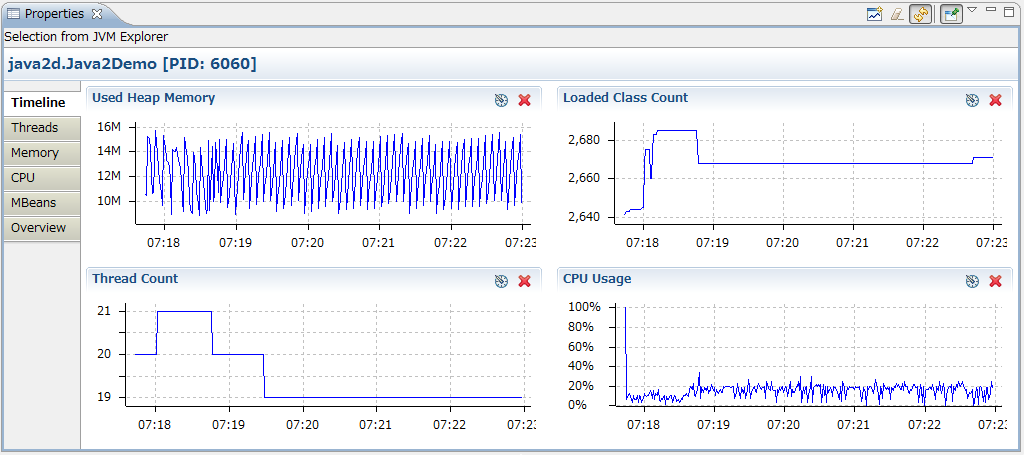 Properties
Selection from JVM Explorer
java2d.Java2Demo [PID: 6060]
Timeline
Threads
Memory
CPU
MBeans
Overview
Used Heap Memory
16M
14M
12M
10M
07:18 07:19 07:20 07:21 07:22 07:23
Loaded Class Count
2,680
2,660
2,640
07:18 07:19 07:20 07:21 07:22 07:23
Thread Count
21
20
19
07:18 07:19 07:20 07:21 07:22 07:23
CPU Usage
100%
80%
60%
40%
20%
0%
07:18 07:19 07:20 07:21 07:22 07:23